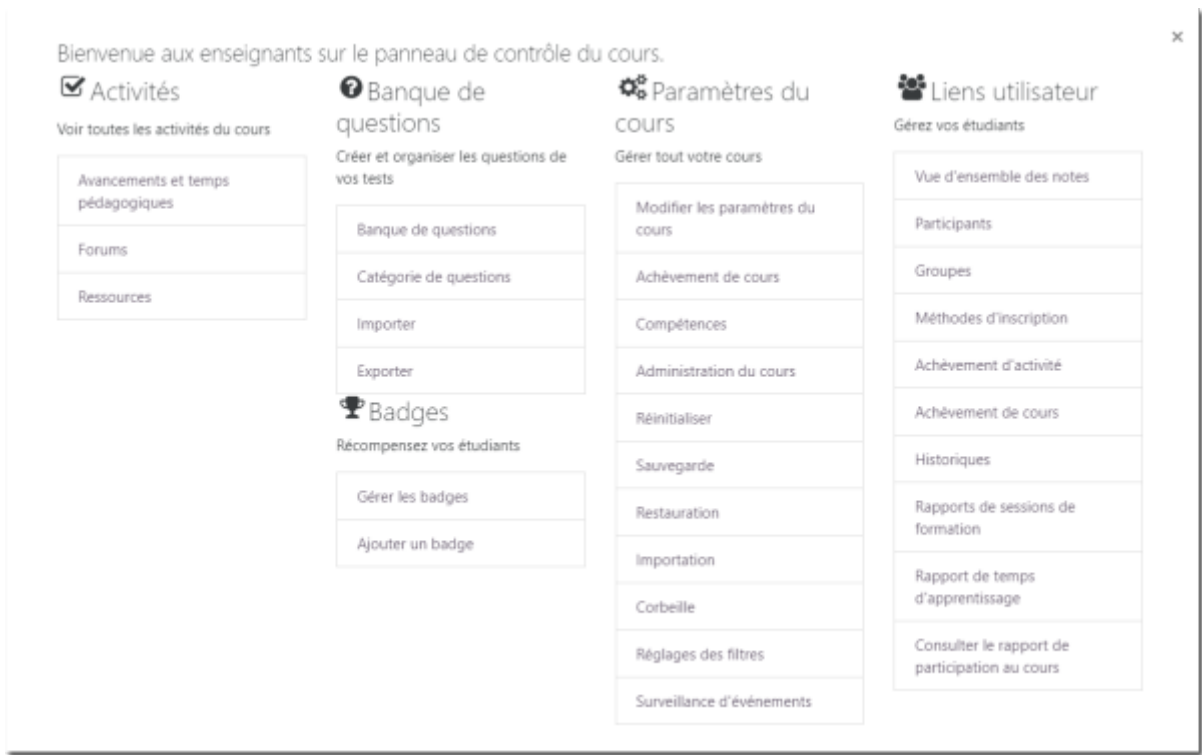 Bienvenue aux enseignants sur le panneau de contrôle du cours.
×
Activités
Voir toutes les activités du cours
Avancements et temps
pédagogiques
Forums
Ressources
Banque de
questions
Créer et organiser les questions de
vos tests
Banque de questions
Catégorie de questions
Importer
Exporter
Badges
Récompensez vos étudiants
Gérer les badges
Ajouter un badge
Paramètres du
cours
Gérer tout votre cours
Modifier les paramètres du
cours
Achèvement de cours
Compétences
Administration du cours
Réinitialiser
Sauvegarde
Restauration
Importation
Corbeille
Réglages des filtres
Surveillance d'événements
Liens utilisateur
Gérez vos étudiants
Vue d'ensemble des notes
Participants
Groupes
Méthodes d'inscription
Achèvement d'activité
Achèvement de cours
Historiques
Rapports de sessions de
formation
Rapport de temps
d'apprentissage
Consulter le rapport de
participation au cours